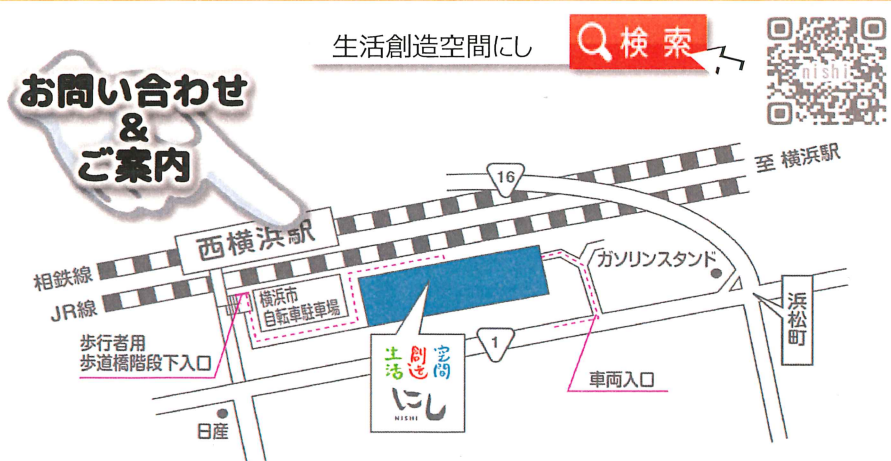 生活創造空間にし
検索
nishi
お問い合わせ
&
ご案内
16
至 横浜駅
西横浜駅
相鉄線
JR線
横浜市
自転車駐車場
ガソリンスタンド
浜松町
歩行者用
歩道橋階段下入口
1
車両入口
生活 創造 空間
にし
NISHI
日産